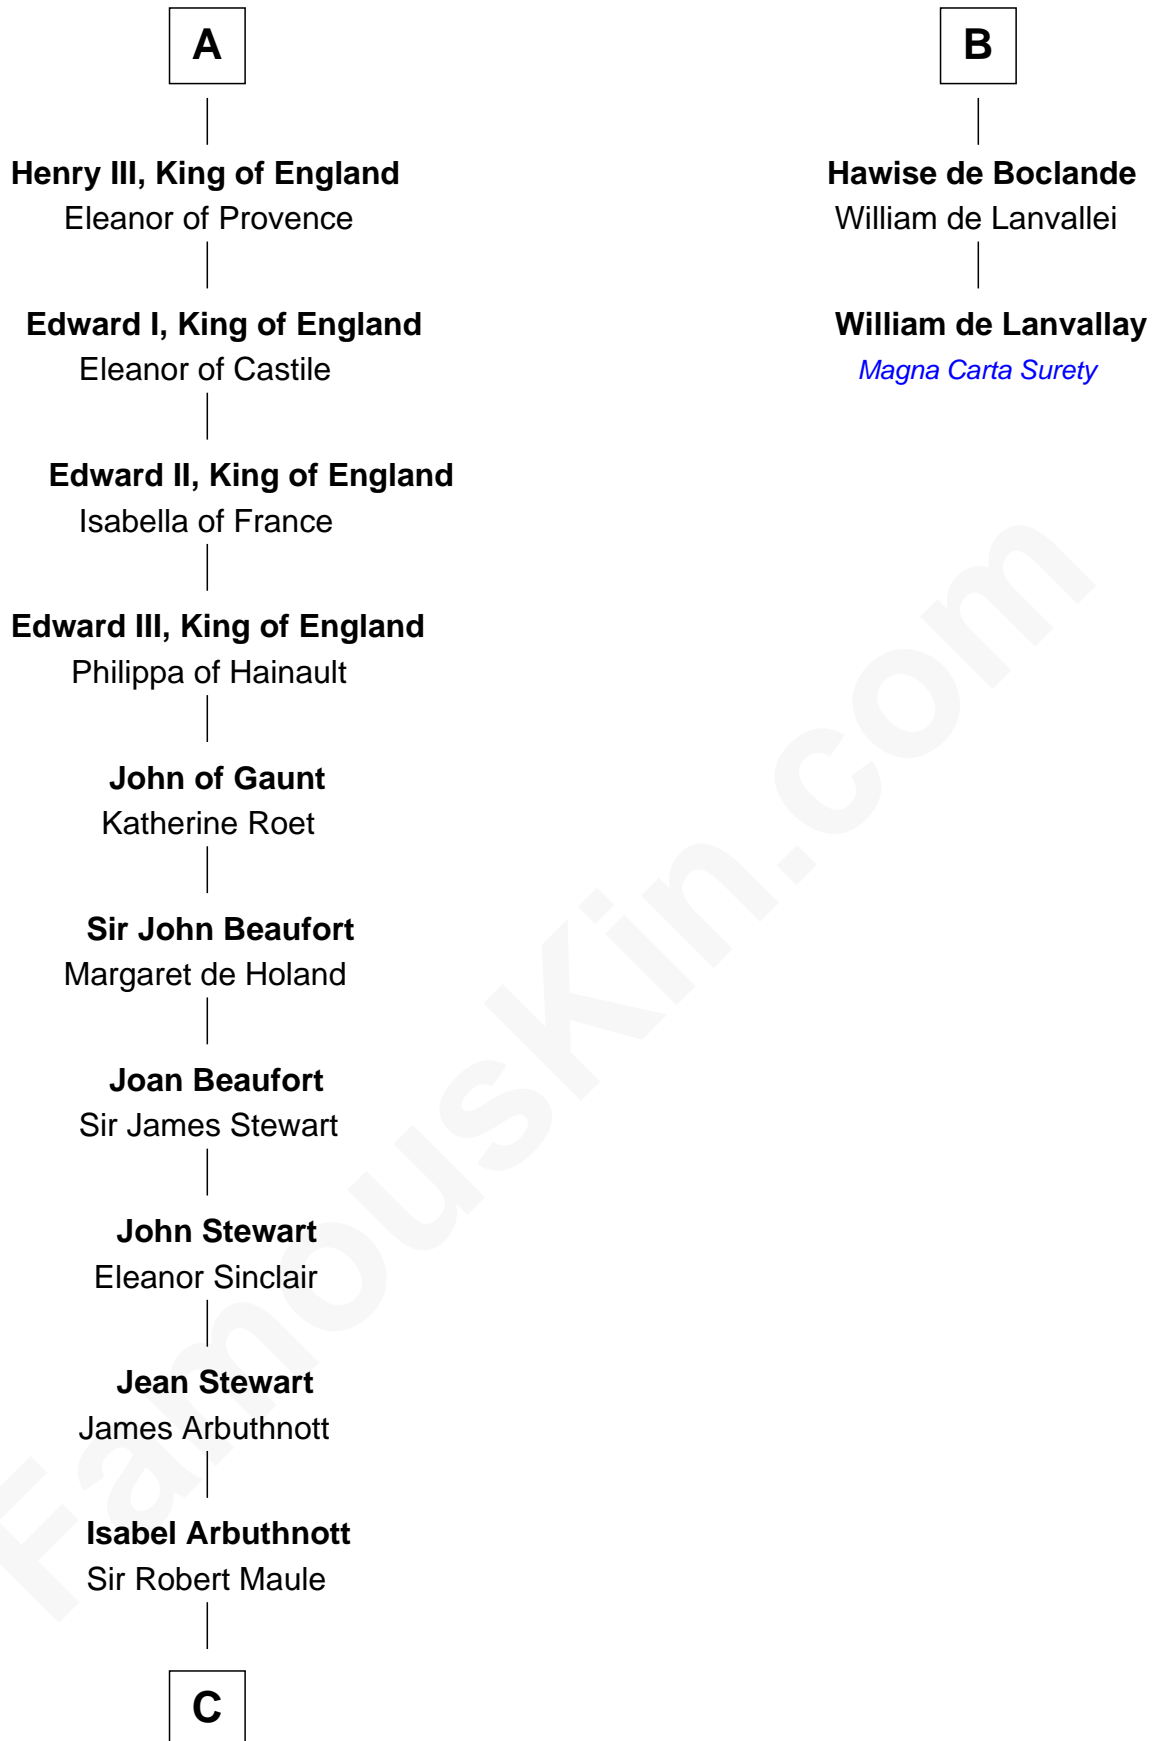 A
Henry III, King of England
Eleanor of Provence
Edward I, King of England
Eleanor of Castile
Edward II, King of England
Isabella of France
Edward III, King of England
Philippa of Hainault
John of Gaunt
Katherine Roet
Sir John Beaufort
Margaret de Holand
Joan Beaufort
Sir James Stewart
John Stewart
Eleanor Sinclair
Jean Stewart
James Arbuthnott
Isabel Arbuthnott
Sir Robert Maule
C
B
Hawise de Boclande
William de Lanvallei
William de Lanvallay
Magna Carta Surety
FamousKin.com